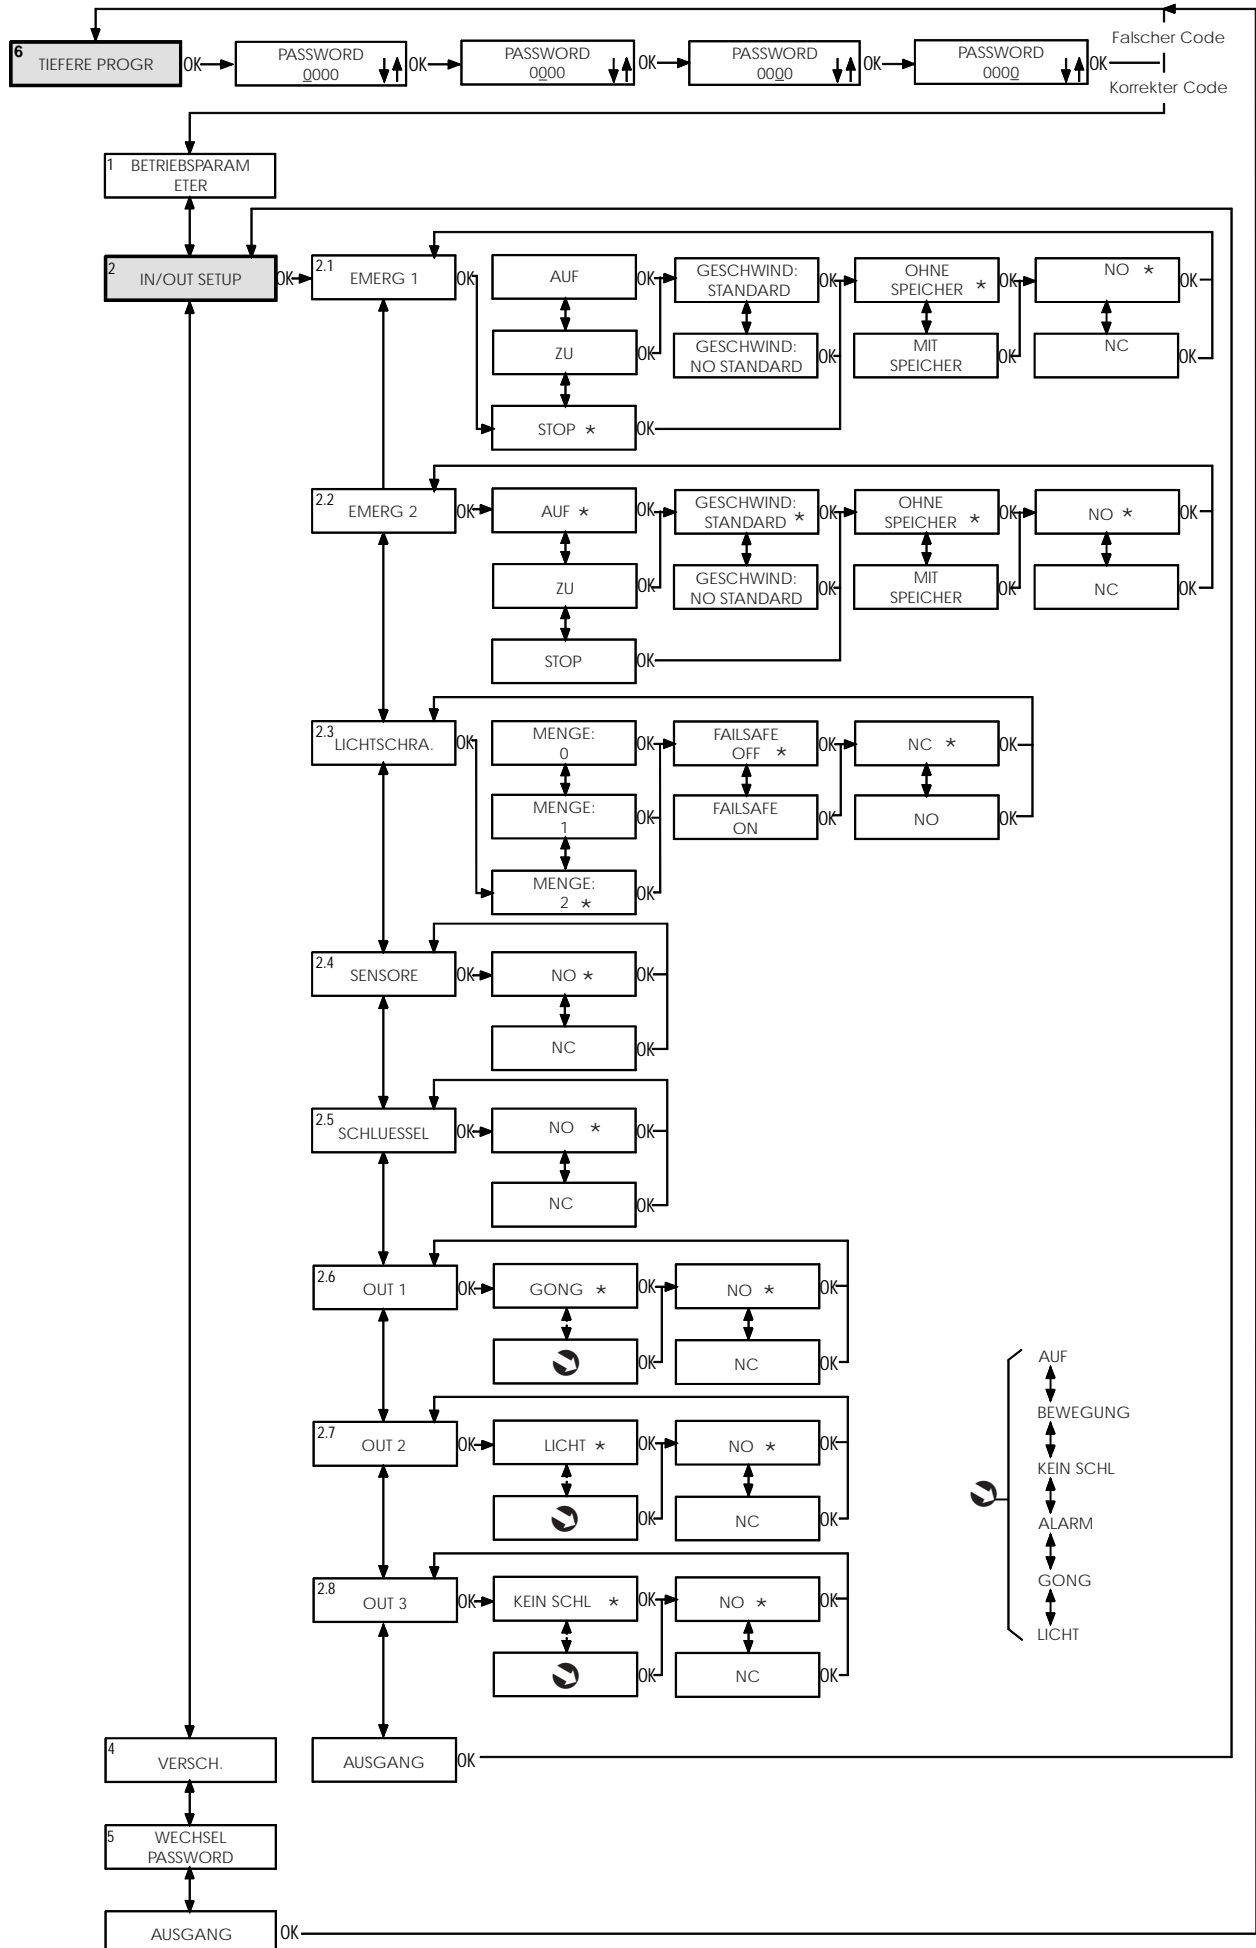 6
TIEFERE PROGR
OK
PASSWORD
0000
OK
PASSWORD
0000
OK
PASSWORD
0000
OK
PASSWORD
0000
OK
Falscher Code
Korrekter Code
1
BETRIEBSPARAM
ETER
2
IN/OUT SETUP
OK
2.1
EMERG 1
OK
AUF
OK
GESCHWIND:
STANDARD
OK
OHNE
SPEICHER *
OK
NO *
OK
ZU
OK
GESCHWIND:
NO STANDARD
OK
MIT
SPEICHER
OK
NC
OK
STOP *
OK
2.2
EMERG 2
OK
AUF *
OK
GESCHWIND:
STANDARD *
OK
OHNE
SPEICHER *
OK
NO *
OK
ZU
OK
GESCHWIND:
NO STANDARD
OK
MIT
SPEICHER
OK
NC
OK
STOP
OK
2.3
LICHTSCHRA.
OK
MENGE:
0
OK
FAILSAFE
OFF *
OK
NC *
OK
MENGE:
1
OK
FAILSAFE
ON
OK
NO
OK
MENGE:
2 *
OK
2.4
SENSORE
OK
NO *
OK
NC
OK
2.5
SCHLUESSEL
OK
NO *
OK
NC
OK
2.6
OUT 1
OK
GONG *
OK
NO *
OK
OK
NC
OK
2.7
OUT 2
OK
LICHT *
OK
NO *
OK
OK
NC
OK
2.8
OUT 3
OK
KEIN SCHL *
OK
NO *
OK
OK
NC
OK
AUF
BEWEGUNG
KEIN SCHL
ALARM
GONG
LICHT
4
VERSCH.
AUSGANG
OK
5
WECHSEL
PASSWORD
AUSGANG
OK